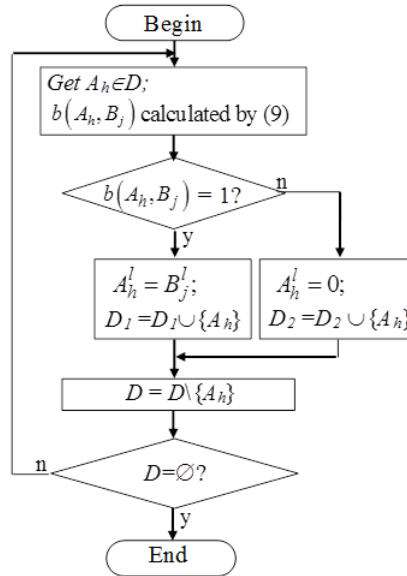 Begin
Get A_h∈D;
b(A_h, B_j) calculated by (9)
b(A_h, B_j) = 1?
n
y
A_h^l = B_j^l;
D_1 =D_1∪{A_h}
A_h^l = 0;
D_2 =D_2 ∪{A_h}
D = D\{A_h}
n
D=∅?
y
End